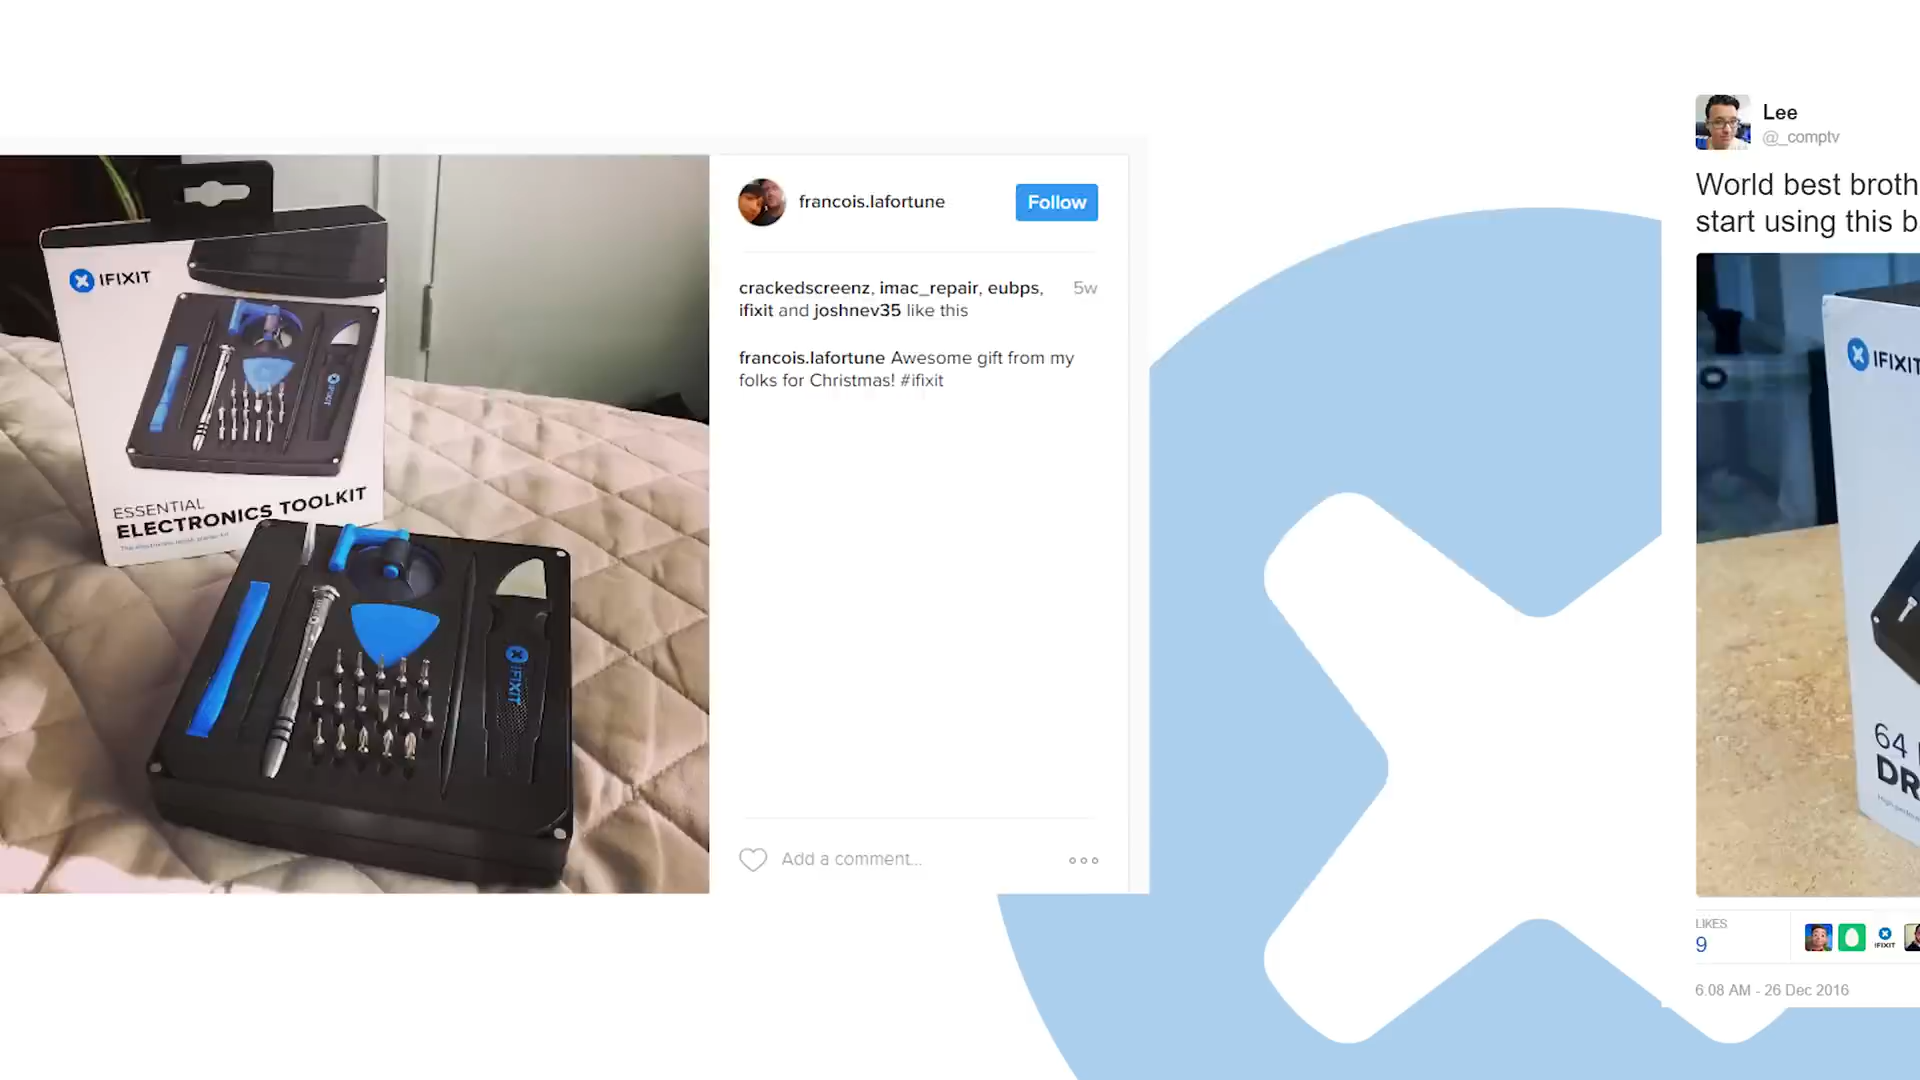 IFIXIT
ESSENTIAL
ELECTRONICS TOOLKIT
IFIXIT
IFIXIT
francois.lafortune
Follow
crackedscreenz, imac_repair, eubps,
5w
ifixit and joshnev35 like this
francois.lafortune Awesome gift from my
folks for Christmas! #ifixit
Add a comment...
Lee
@_comptv
World best broth
start using this b
IFIXIT
64
DR
LIKES
9
IFIXIT
6:08 AM - 26 Dec 2016